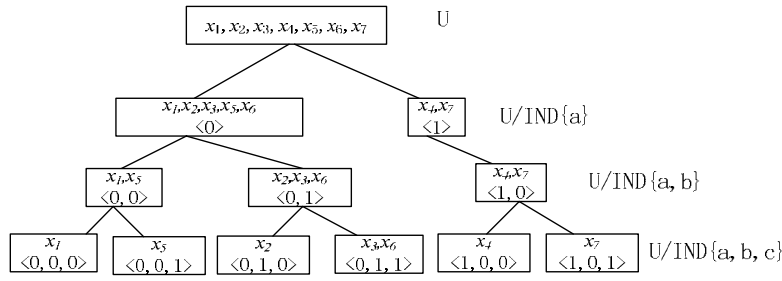 x₁, x₂, x₃, x₄, x₅, x₆, x₇ U
x₁,x₂,x₃,x₅,x₆ x₄,x₇
<0> <1> U/IND{a}
x₁,x₅ x₂,x₃,x₆ x₄,x₇
<0,0> <0,1> <1,0> U/IND{a,b}
x₁ x₅ x₂ x₃,x₆ x₄ x₇
<0,0,0> <0,0,1> <0,1,0> <0,1,1> <1,0,0> <1,0,1> U/IND{a,b,c}